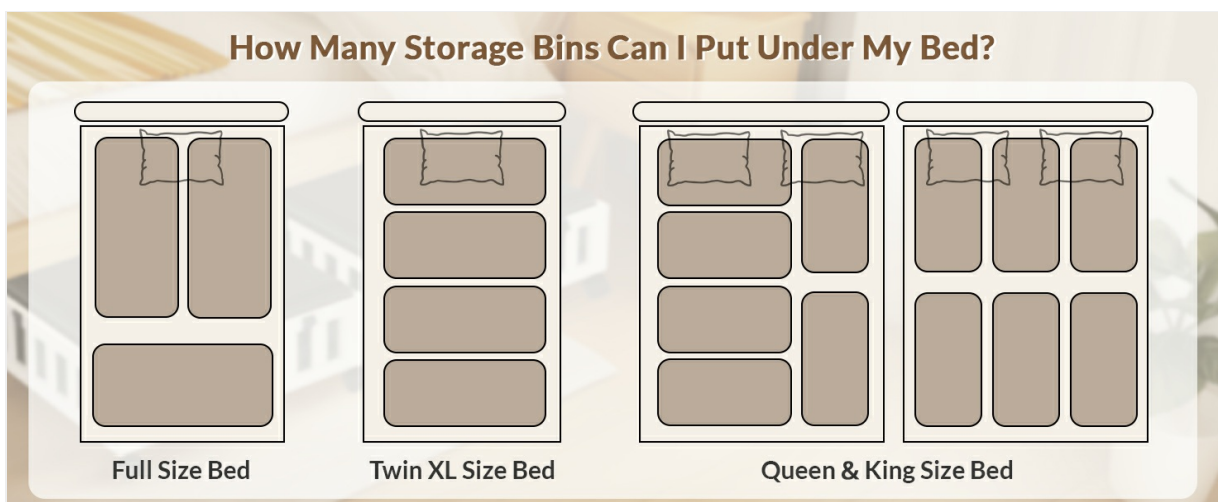 How Many Storage Bins Can I Put Under My Bed?
Full Size Bed
Twin XL Size Bed
Queen & King Size Bed